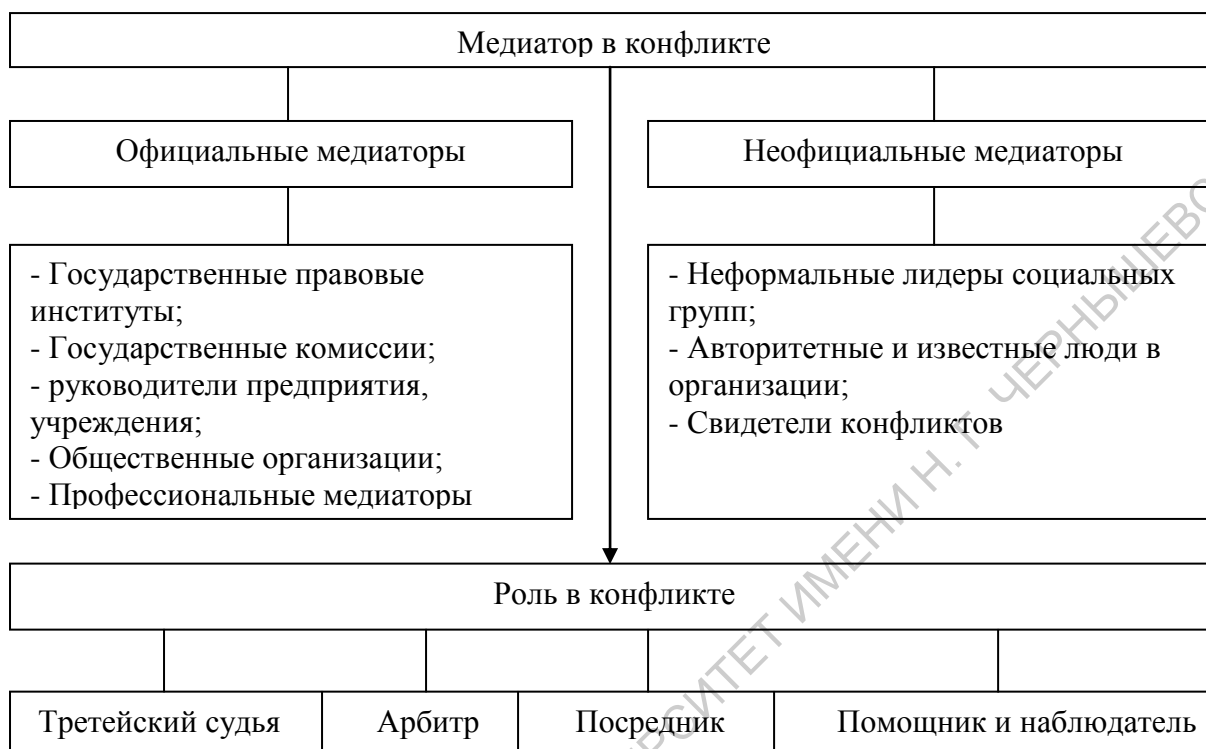 Медиатор в конфликте
Официальные медиаторы
Неофициальные медиаторы
- Государственные правовые
институты;
- Государственные комиссии;
- руководители предприятия,
учреждения;
- Общественные организации;
- Профессиональные медиаторы
- Неформальные лидеры социальных
групп;
- Авторитетные и известные люди в
организации;
- Свидетели конфликтов
Роль в конфликте
Третейский судья
Арбитр
Посредник
Помощник и наблюдатель
ИМЕНИ Н. Г.